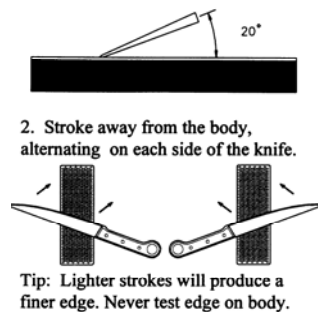 20°
2. Stroke away from the body,
alternating on each side of the knife.
Tip: Lighter strokes will produce a
finer edge. Never test edge on body.